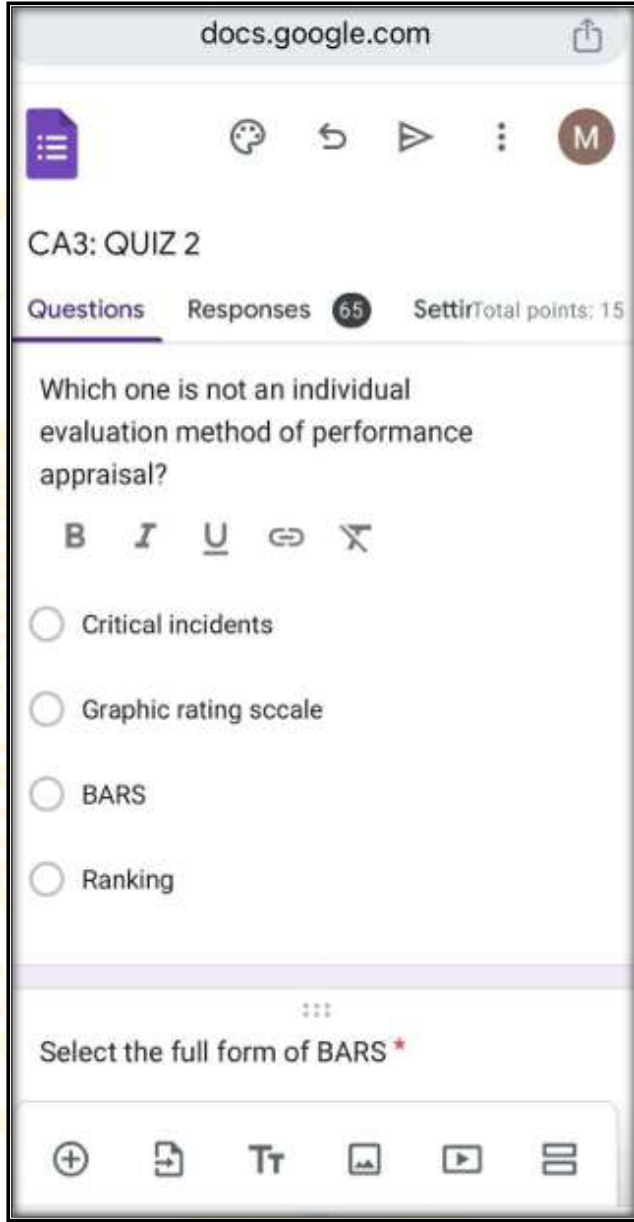 docs.google.com
M
CA3: QUIZ 2
Questions Responses 65 SettirTotal points: 15
Which one is not an individual
evaluation method of performance
appraisal?
B I U
Critical incidents
Graphic rating sccale
BARS
Ranking
Select the full form of BARS *
Tт